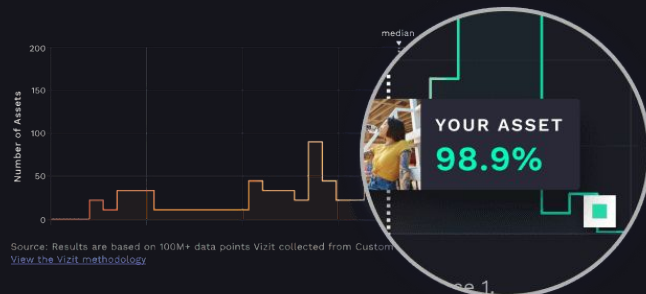 median
200
150
100
50
0
Number of Assets
YOUR ASSET
98.9%
Source: Results are based on 100M+ data points Vizit collected from Custom
View the Vizit methodology
1.